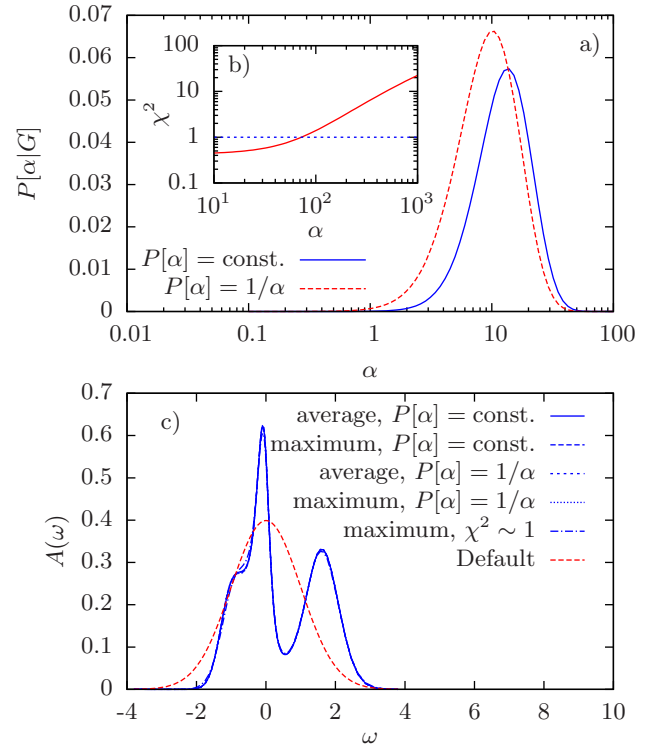 0.07
0.06
0.05
0.04
0.03
0.02
0.01
0
P[α|G]
a)
b)
100
10
1
0.1
χ²
10¹ 10² 10³
α
P[α] = const.
P[α] = 1/α
0.01 0.1 1 10 100
α
c)
0.7
0.6
0.5
0.4
0.3
0.2
0.1
0
A(ω)
average, P[α] = const.
maximum, P[α] = const.
average, P[α] = 1/α
maximum, P[α] = 1/α
maximum, χ² ∼ 1
Default
-4 -2 0 2 4 6 8 10
ω